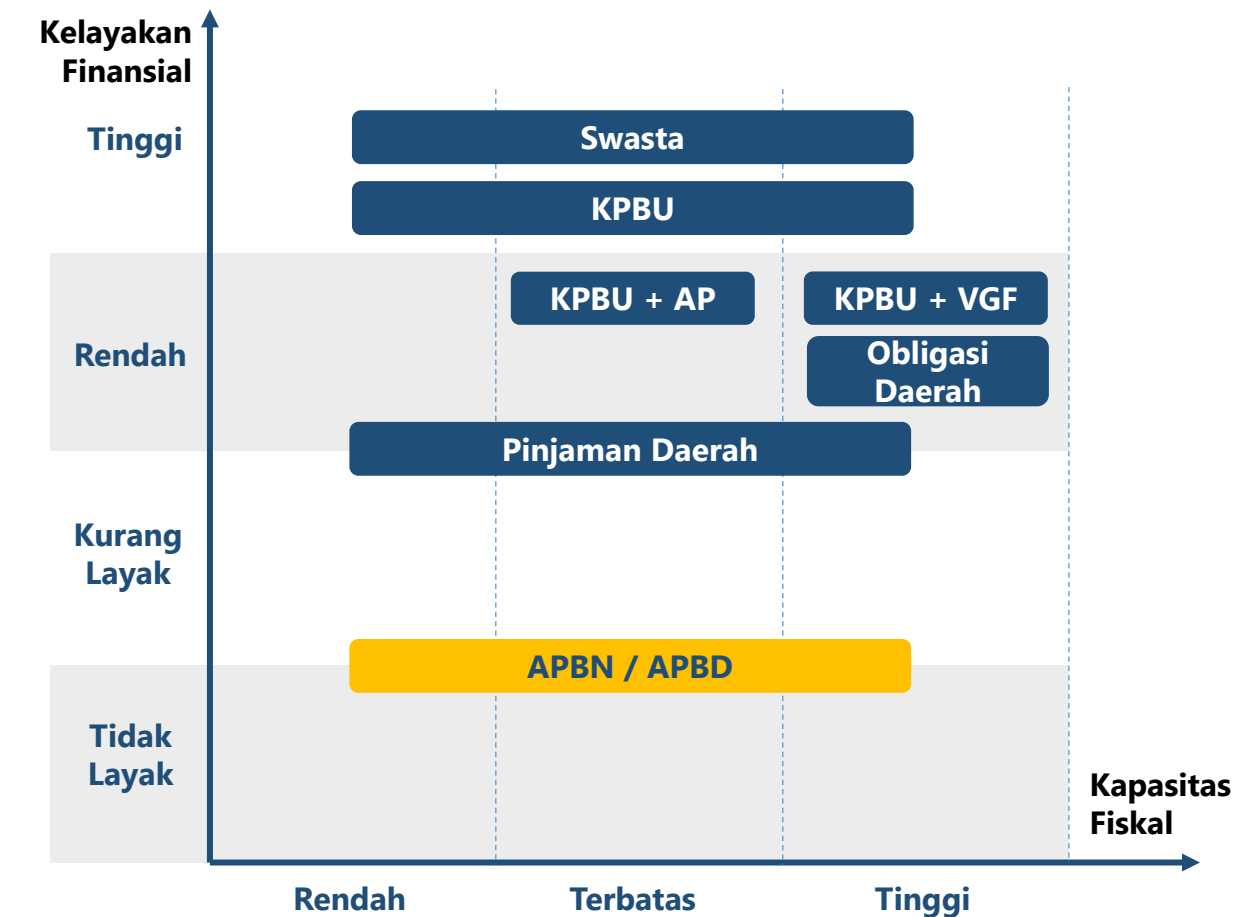 Kelayakan
Finansial
Tinggi
Swasta
KPBU
Rendah
KPBU + AP
KPBU + VGF
Obligasi
Daerah
Pinjaman Daerah
Kurang
Layak
APBN / APBD
Tidak
Layak
Kapasitas
Fiskal
Rendah
Terbatas
Tinggi